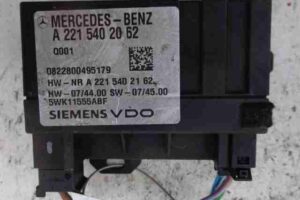 MERCEDES-BENZ
A 221 540 20 62
Q001
0822800495179
HW-NR A 221 540 21 62
HW-07/44.00 SW-07/45.00
5WK11555ABF
SIEMENS VDO